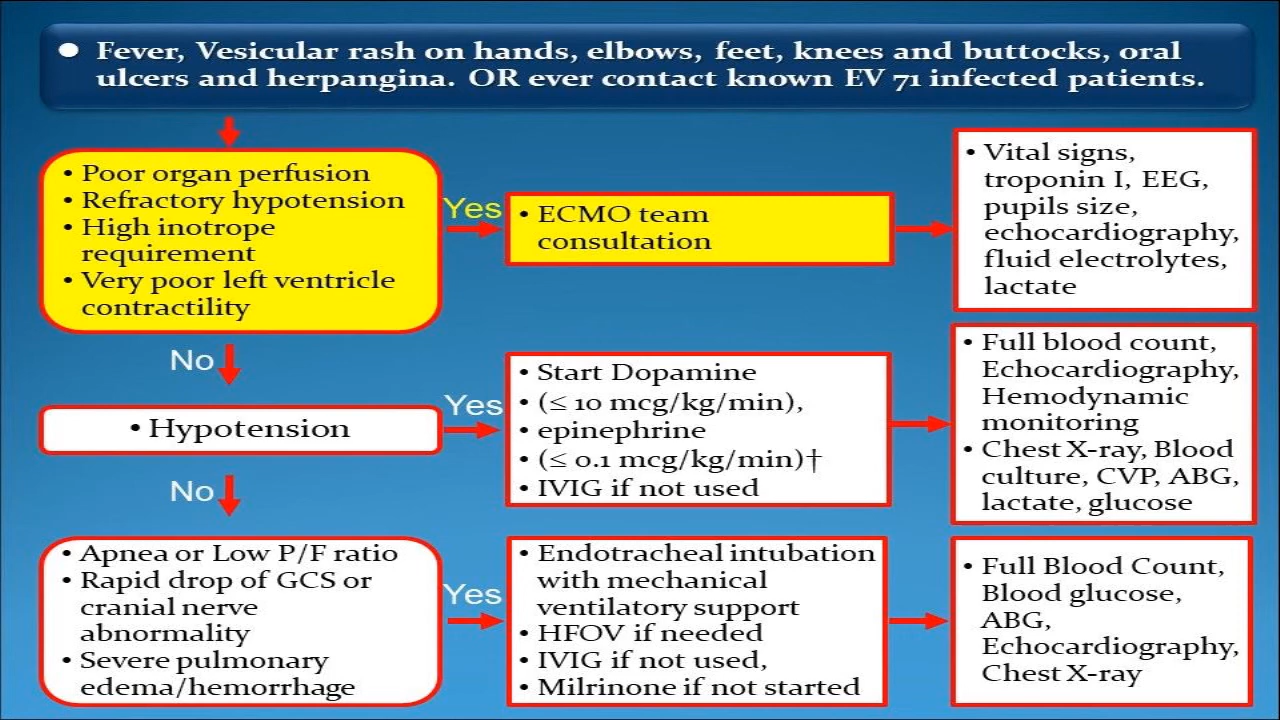 • Fever, Vesicular rash on hands, elbows, feet, knees and buttocks, oral
ulcers and herpangina. OR ever contact known EV 71 infected patients.
• Poor organ perfusion
• Refractory hypotension
• High inotrope
requirement
• Very poor left ventricle
contractility
Yes
• ECMO team
consultation
• Vital signs,
troponin I, EEG,
pupils size,
echocardiography,
fluid electrolytes,
lactate
No
• Hypotension
Yes
• Start Dopamine
• (≤ 10 mcg/kg/min),
• epinephrine
• (≤ 0.1 mcg/kg/min)†
• IVIG if not used
• Full blood count,
Echocardiography,
Hemodynamic
monitoring
• Chest X-ray, Blood
culture, CVP, ABG,
lactate, glucose
No
• Apnea or Low P/F ratio
• Rapid drop of GCS or
cranial nerve
abnormality
• Severe pulmonary
edema/hemorrhage
Yes
• Endotracheal intubation
with mechanical
ventilatory support
• HFOV if needed
• IVIG if not used,
• Milrinone if not started
• Full Blood Count,
Blood glucose,
ABG,
Echocardiography,
Chest X-ray